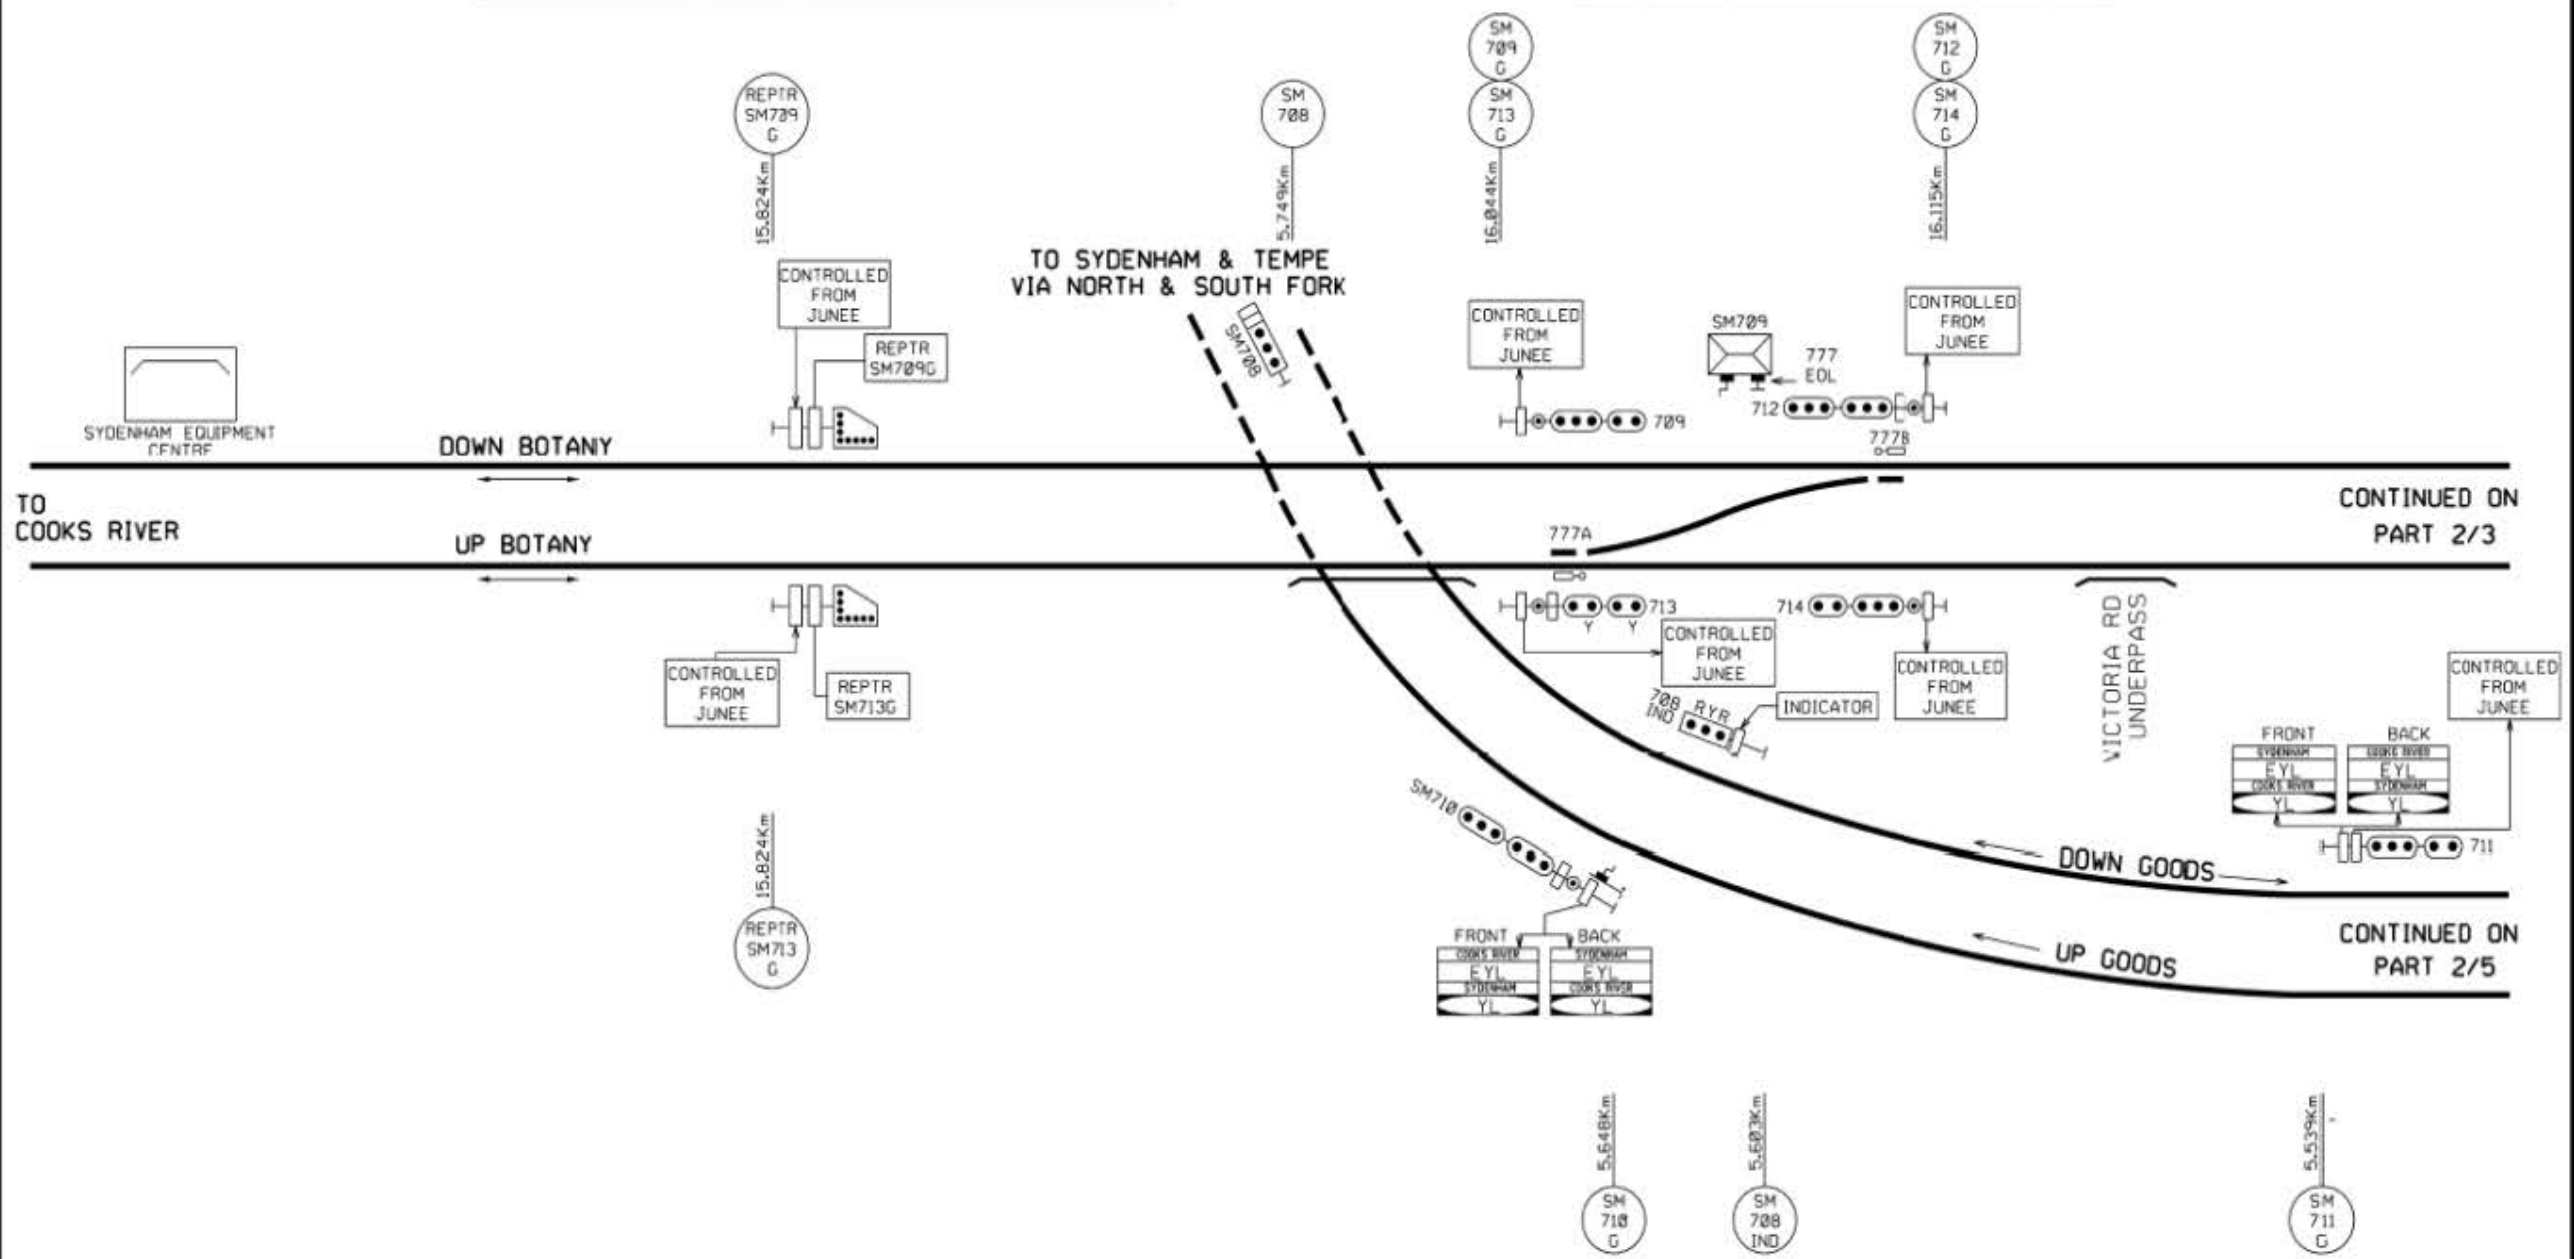 SM
709
G
SM
713
G
SM
712
G
SM
714
G
REPTR
SM709
G
SM
708
15.824Km
5.749Km
16.044Km
16.115Km
TO SYDENHAM & TEMPE
VIA NORTH & SOUTH FORK
CONTROLLED
FROM
JUNEE
REPTR
SM709G
SM708
CONTROLLED
FROM
JUNEE
709
SM709
777
EOL
712
777B
CONTROLLED
FROM
JUNEE
SYDENHAM EQUIPMENT
CENTRE
DOWN BOTANY
TO
COOKS RIVER
UP BOTANY
777A
CONTINUED ON
PART 2/3
CONTROLLED
FROM
JUNEE
REPTR
SM713G
713
Y Y
CONTROLLED
FROM
JUNEE
714
CONTROLLED
FROM
JUNEE
VICTORIA RD
UNDERPASS
708
IND
RYR
INDICATOR
CONTROLLED
FROM
JUNEE
FRONT
SYDENHAM
EYL
COOKS RIVER
YL
BACK
COOKS RIVER
EYL
SYDENHAM
YL
711
SM710
DOWN GOODS
UP GOODS
CONTINUED ON
PART 2/5
FRONT
COOKS RIVER
EYL
SYDENHAM
YL
BACK
SYDENHAM
EYL
COOKS RIVER
YL
15.824Km
REPTR
SM713
G
5.648Km
5.603Km
5.539Km
SM
710
G
SM
708
IND
SM
711
G